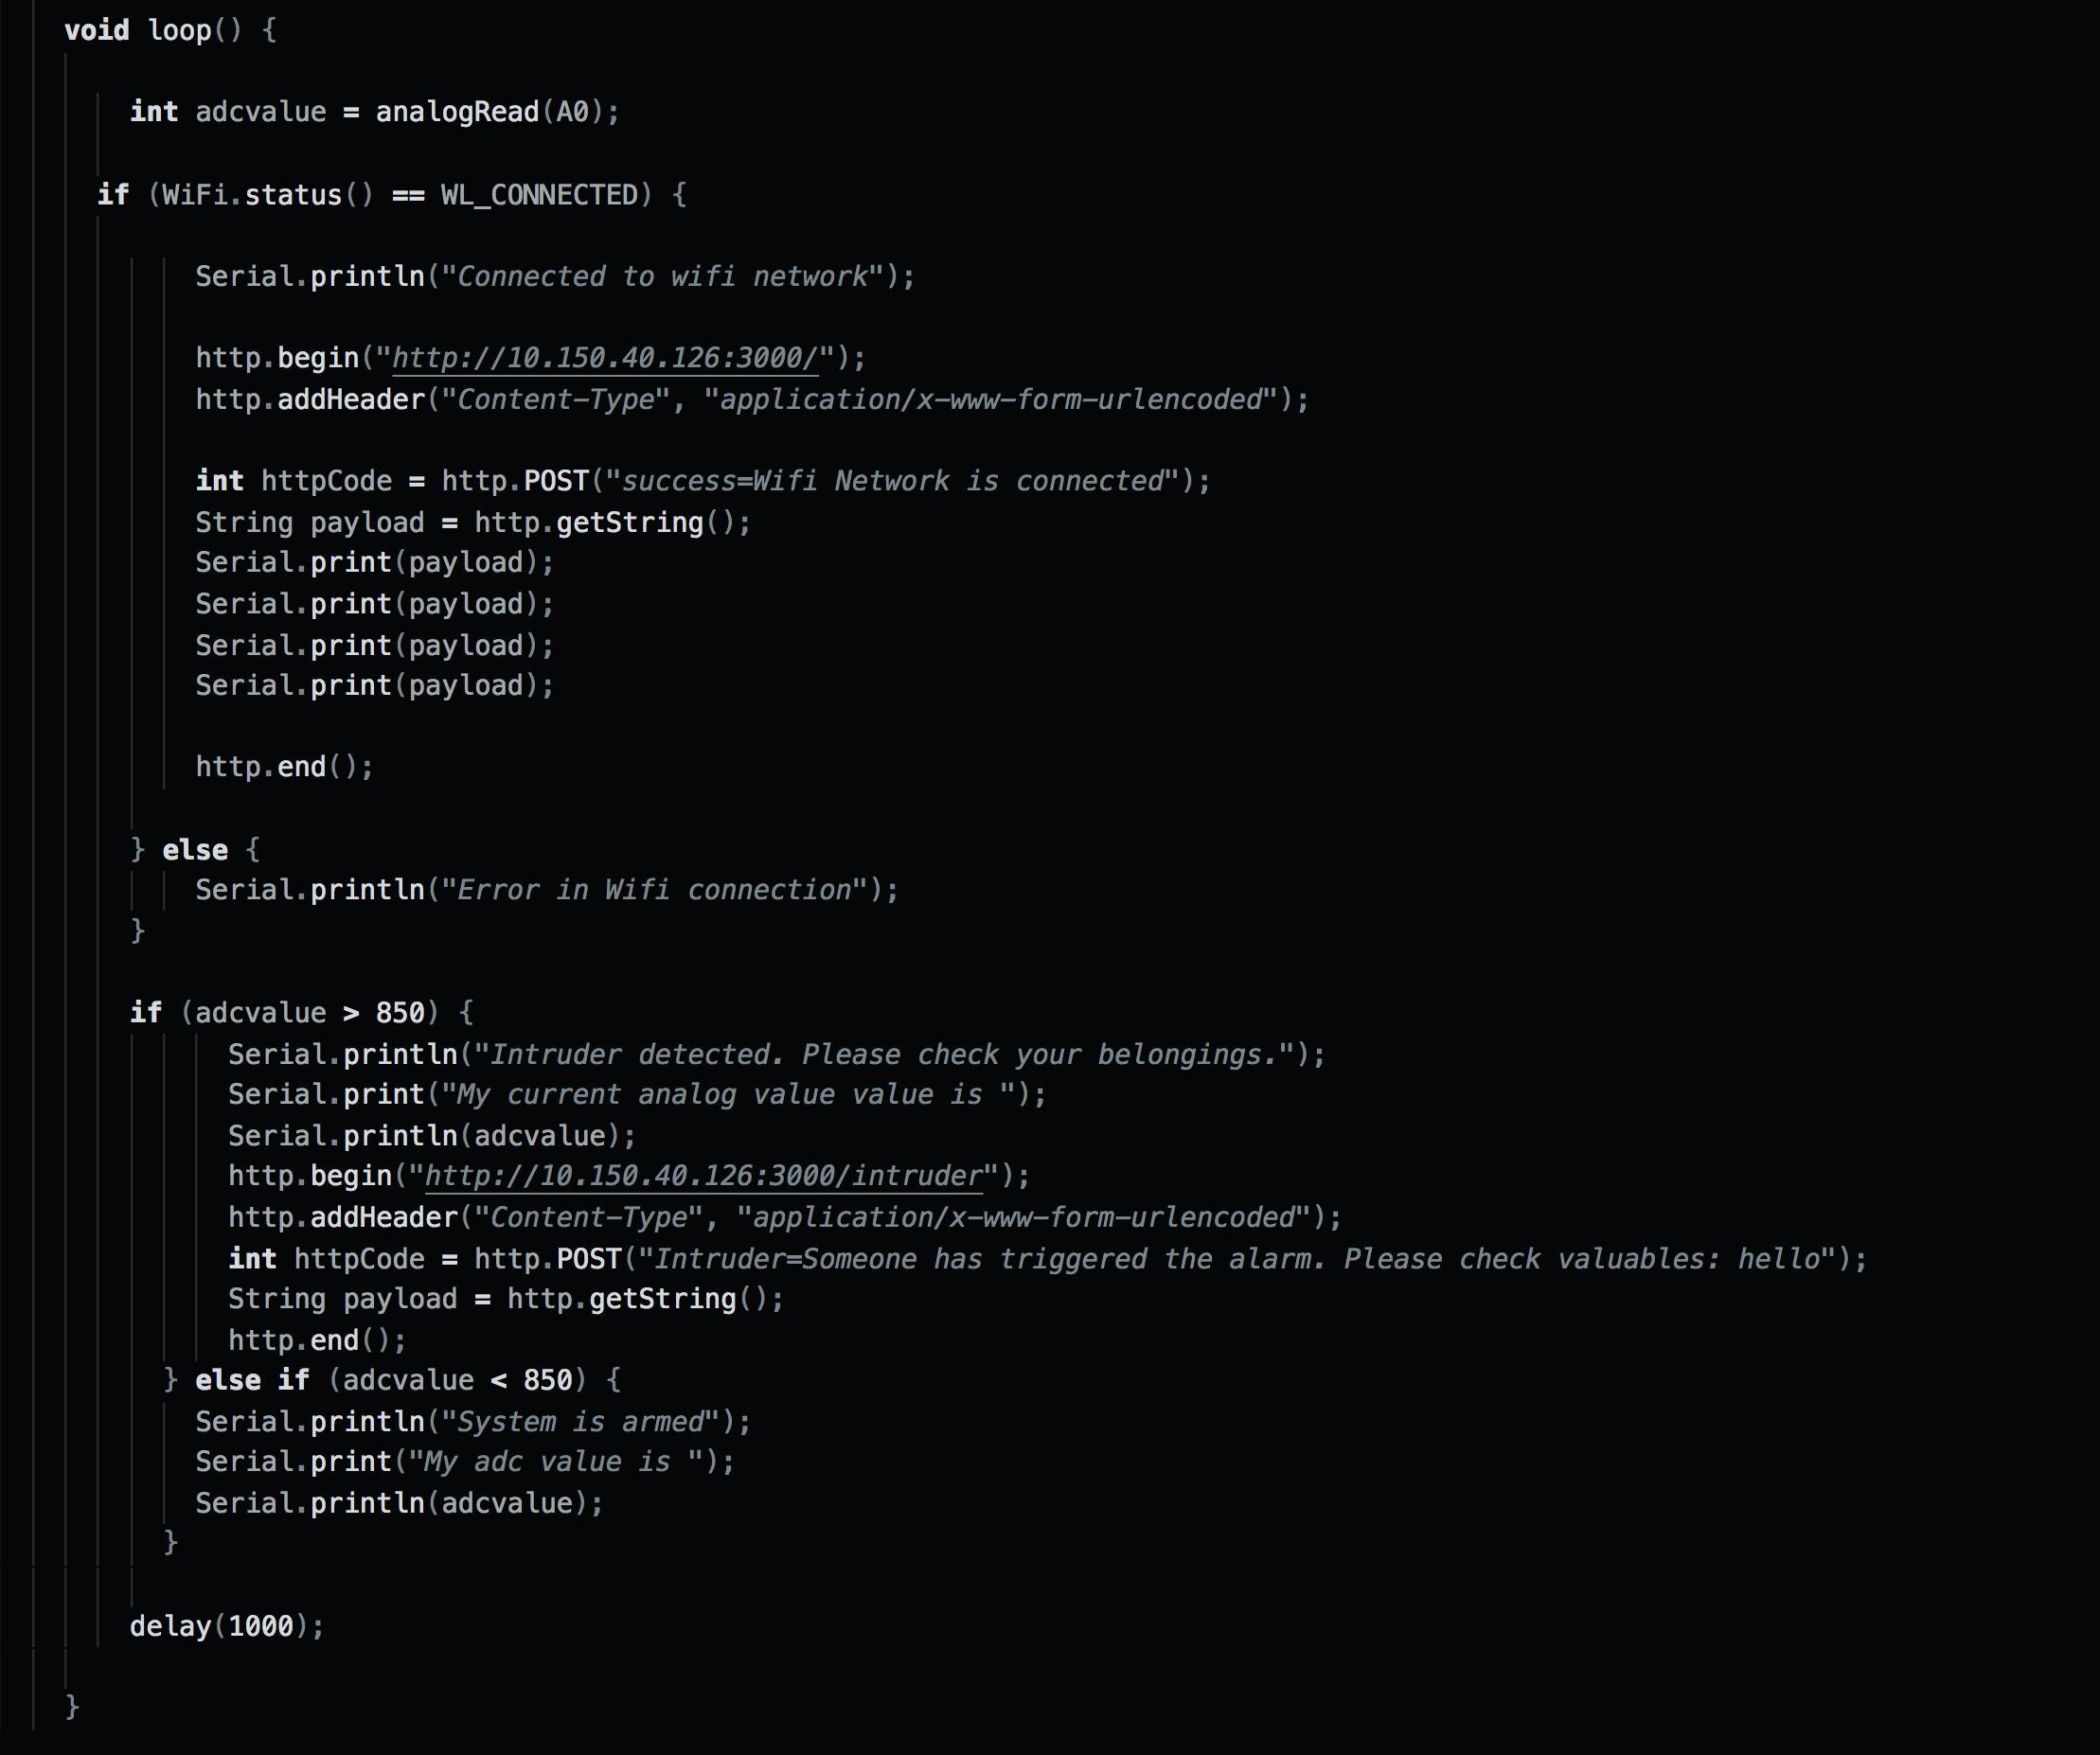 void loop() {
int adcvalue = analogRead(A0);
if (WiFi.status() == WL_CONNECTED) {
Serial.println("Connected to wifi network");
http.begin("http://10.150.40.126:3000/");
http.addHeader("Content-Type", "application/x-www-form-urlencoded");
int httpCode = http.POST("success=Wifi Network is connected");
String payload = http.getString();
Serial.print(payload);
Serial.print(payload);
Serial.print(payload);
Serial.print(payload);
http.end();
} else {
Serial.println("Error in Wifi connection");
}
if (adcvalue > 850) {
Serial.println("Intruder detected. Please check your belongings.");
Serial.print("My current analog value value is ");
Serial.println(adcvalue);
http.begin("http://10.150.40.126:3000/intruder");
http.addHeader("Content-Type", "application/x-www-form-urlencoded");
int httpCode = http.POST("Intruder=Someone has triggered the alarm. Please check valuables: hello");
String payload = http.getString();
http.end();
} else if (adcvalue < 850) {
Serial.println("System is armed");
Serial.print("My adc value is ");
Serial.println(adcvalue);
}
delay(1000);
}